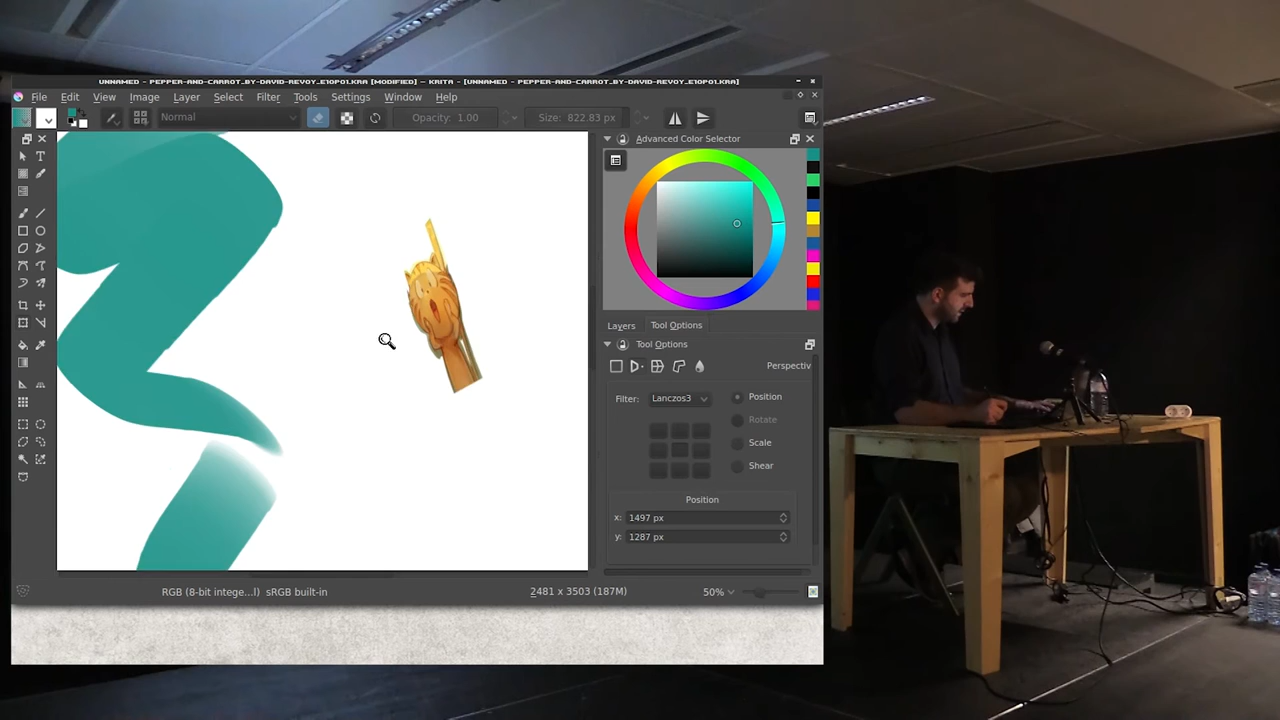 UNNAMED - PEPPER-AND-CARROT_BY-DAVID-REVOY_E10P01.KRA [MODIFIED] – KRITA - [UNNAMED - PEPPER-AND-CARROT_BY-DAVID-REVOY_E10P01.KRA]
File Edit View Image Layer Select Filter Tools Settings Window Help
Normal Opacity: 1.00 Size: 822.83 px
Advanced Color Selector
Layers Tool Options
Tool Options
Perspectiv
Filter: Lanczos3 Position
Rotate
Scale
Shear
Position
x: 1497 px
y: 1287 px
RGB (8-bit intege...l) sRGB built-in 2481 x 3503 (187M) 50%